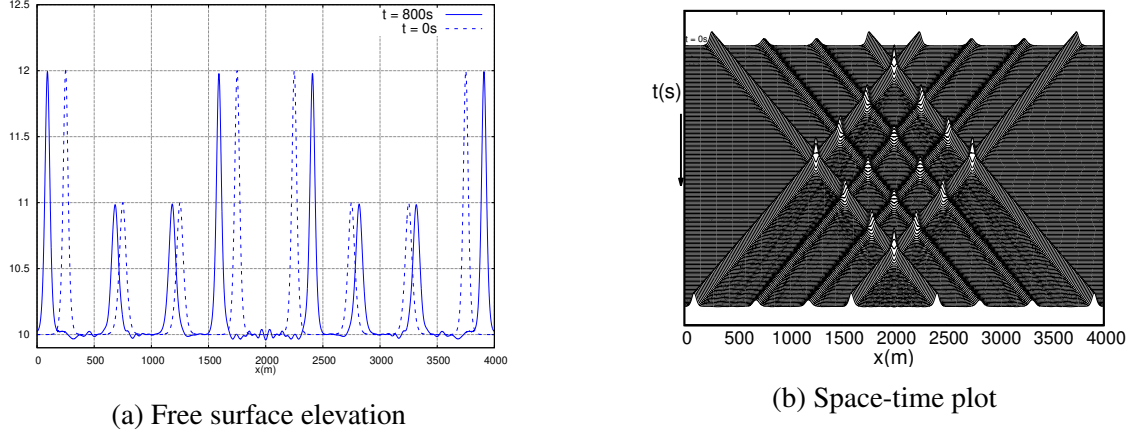 12.5
t = 800s
t = 0s
12
11.5
11
10.5
10
0 500 1000 1500 2000 2500 3000 3500 4000
x(m)
(a) Free surface elevation
t = 0s
t(s)
0 500 1000 1500 2000 2500 3000 3500 4000
x(m)
(b) Space-time plot